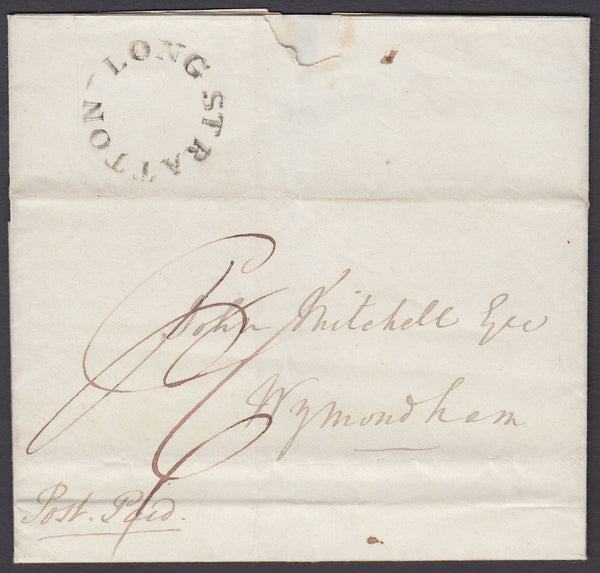 LONG STRATTON
John Mitchell Esq
Wymondham
Post. Paid.